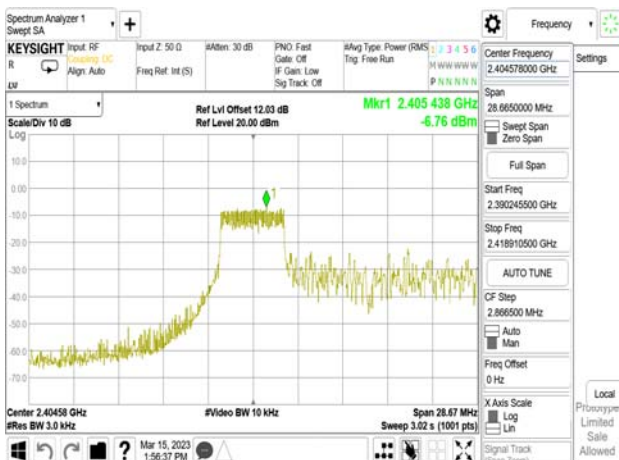 Spectrum Analyzer 1
Swept SA
+
Frequency
KEYSIGHT
R
Input: RF
Coupling: DC
Align: Auto
Input Z: 50 Ω
Freq Ref: Int (S)
#Atten: 30 dB
PNO: Fast
Gate: Off
IF Gain: Low
Sig Track: Off
#Avg Type: Power (RMS
Trig: Free Run
1 2 3 4 5 6
M W W W W W
P N N N N N
1 Spectrum
Scale/Div 10 dB
Ref Lvl Offset 12.03 dB
Ref Level 20.00 dBm
Mkr1 2.405 438 GHz
-6.76 dBm
Log
10.0
0.00
-10.0
-20.0
-30.0
-40.0
-50.0
-60.0
-70.0
1
Center 2.40458 GHz
#Res BW 3.0 kHz
#Video BW 10 kHz
Span 28.67 MHz
Sweep 3.02 s (1001 pts)
?
Mar 15, 2023
1:56:37 PM
Center Frequency
2.404578000 GHz
Span
28.6650000 MHz
Swept Span
Zero Span
Full Span
Start Freq
2.390245500 GHz
Stop Freq
2.418910500 GHz
AUTO TUNE
CF Step
2.866500 MHz
Auto
Man
Freq Offset
0 Hz
X Axis Scale
Log
Lin
Signal Track
Settings
Local
Prototype
Limited
Sale
Allowed